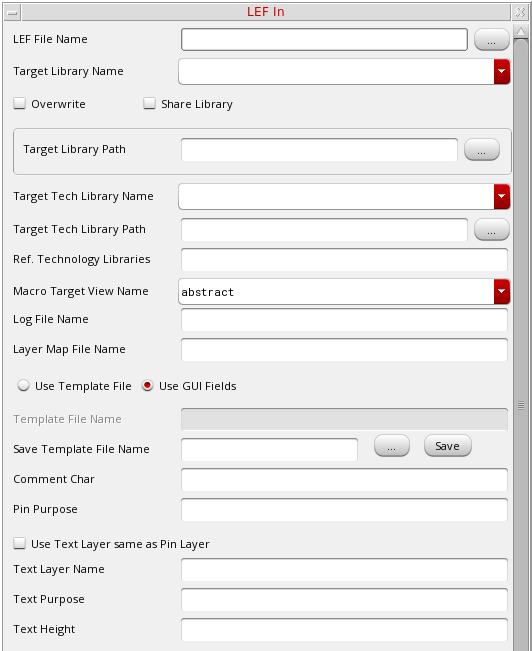 LEF In
LEF File Name ...
Target Library Name
Overwrite Share Library
Target Library Path ...
Target Tech Library Name
Target Tech Library Path ...
Ref. Technology Libraries
Macro Target View Name abstract
Log File Name
Layer Map File Name
Use Template File Use GUI Fields
Template File Name
Save Template File Name ... Save
Comment Char
Pin Purpose
Use Text Layer same as Pin Layer
Text Layer Name
Text Purpose
Text Height